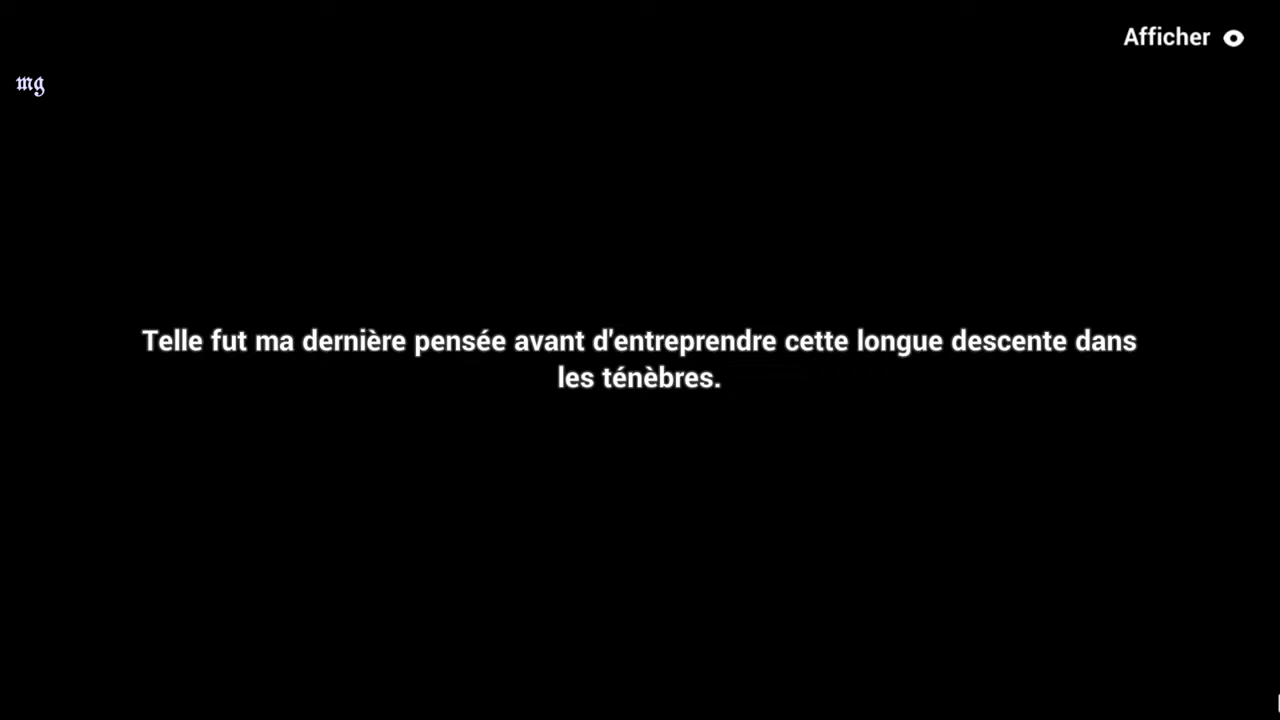 Afficher
mg
Telle fut ma dernière pensée avant d'entreprendre cette longue descente dans
les ténèbres.